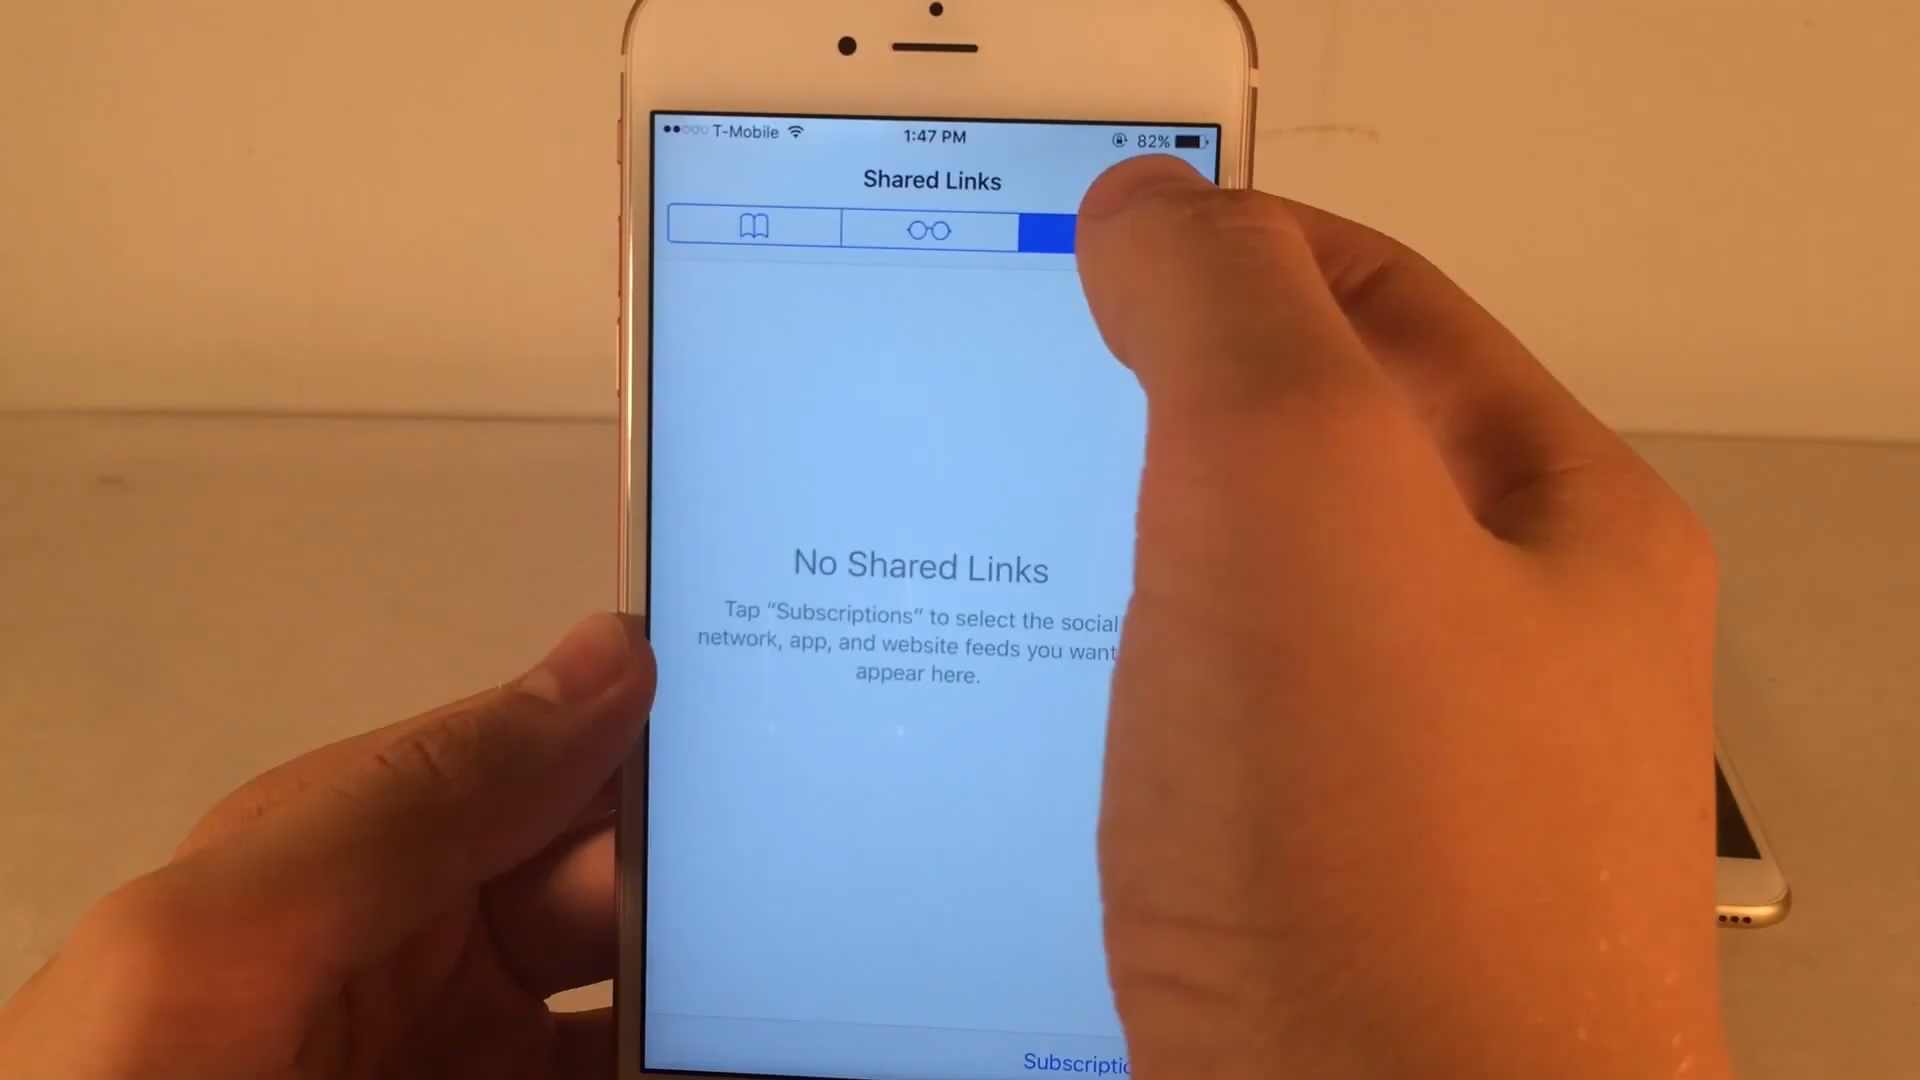 T-Mobile 1:47 PM 82%
Shared Links
No Shared Links
Tap “Subscriptions” to select the social
network, app, and website feeds you want
appear here.